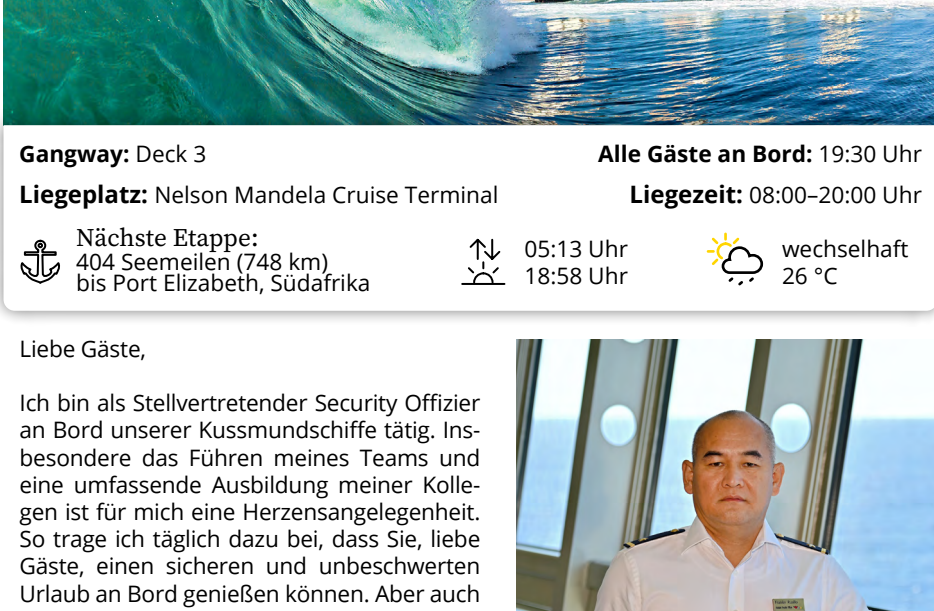 Gangway: Deck 3
Alle Gäste an Bord: 19:30 Uhr
Liegeplatz: Nelson Mandela Cruise Terminal
Liegezeit: 08:00–20:00 Uhr
Nächste Etappe:
404 Seemeilen (748 km)
bis Port Elizabeth, Südafrika
05:13 Uhr
18:58 Uhr
wechselhaft
26 °C
Liebe Gäste,
Ich bin als Stellvertretender Security Offizier
an Bord unserer Kussmundschiffe tätig. Ins-
besondere das Führen meines Teams und
eine umfassende Ausbildung meiner Kolle-
gen ist für mich eine Herzensangelegenheit.
So trage ich täglich dazu bei, dass Sie, liebe
Gäste, einen sicheren und unbeschwerten
Urlaub an Bord genießen können. Aber auch